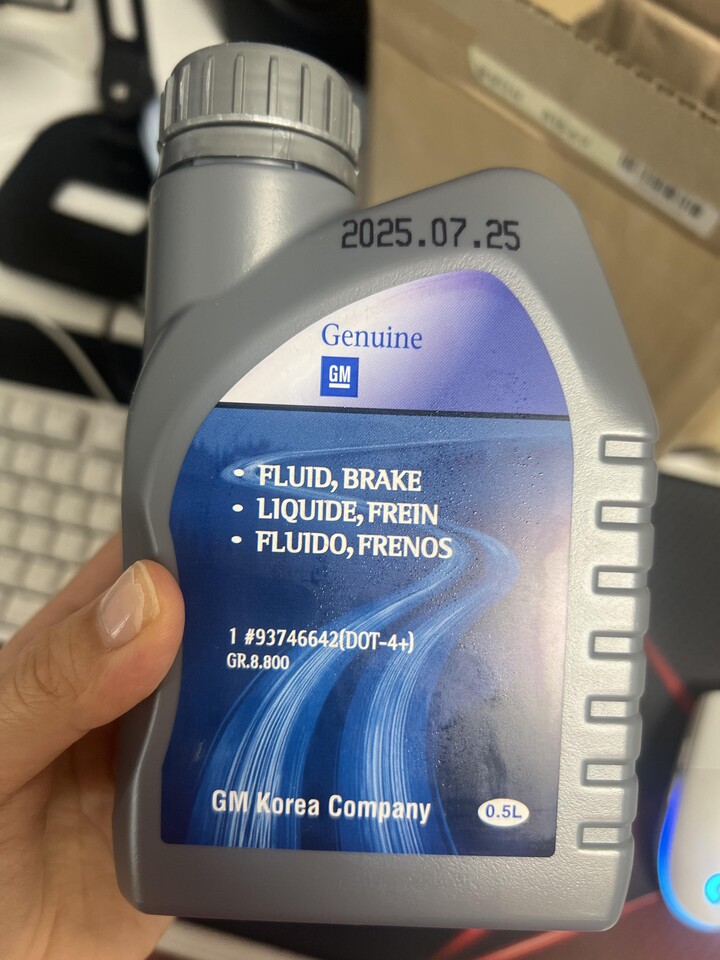 2025.07.25
Genuine
GM
• FLUID, BRAKE
• LIQUIDE, FREIN
• FLUIDO, FRENOS
1 #93746642(DOT-4+)
GR.8.800
GM Korea Company
0.5L